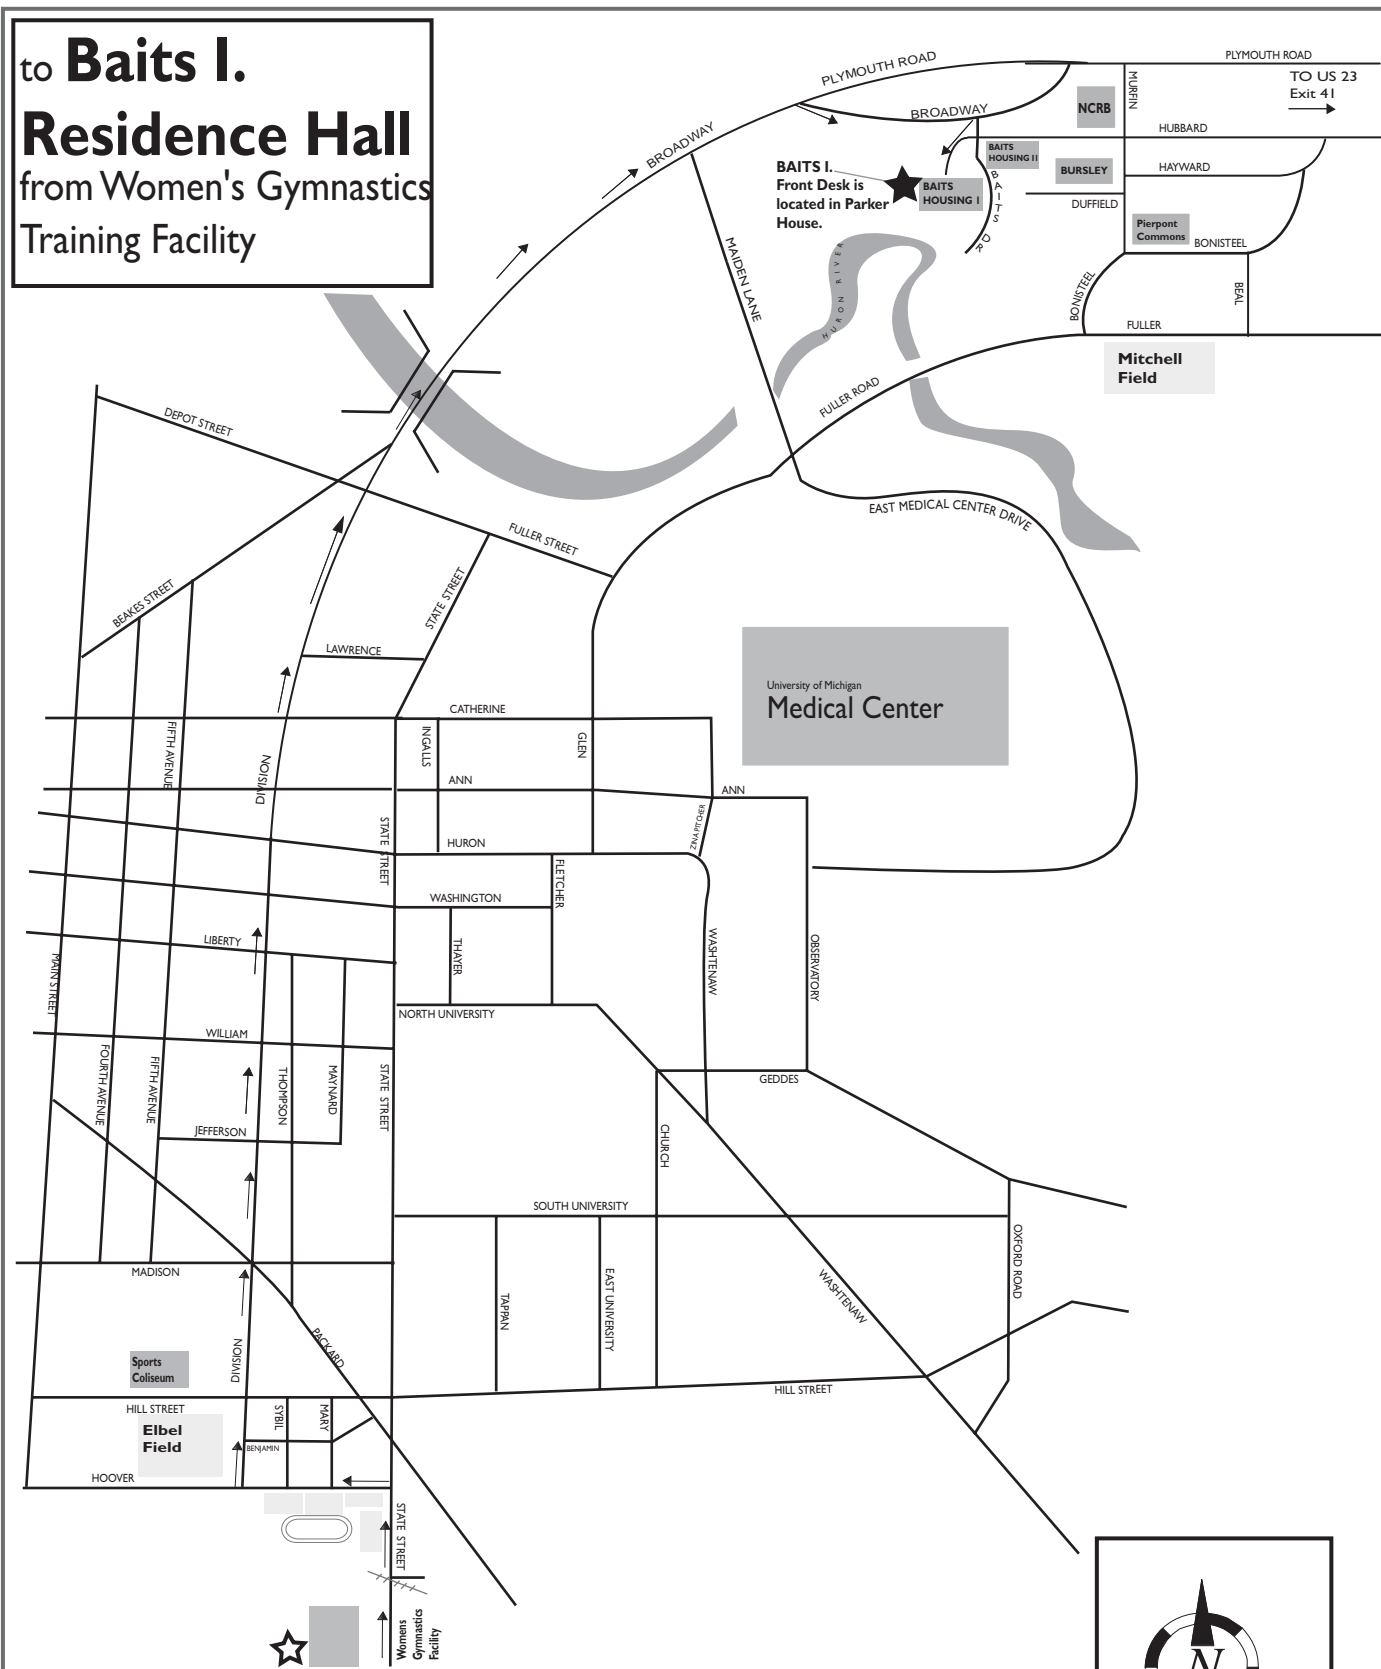 to Baits I.
Residence Hall
from Women's Gymnastics
Training Facility
PLYMOUTH ROAD
PLYMOUTH ROAD
TO US 23
Exit 41
MURFIN
NCRB
BROADWAY
BROADWAY
HUBBARD
BAITS
HOUSING II
BAITS I.
Front Desk is
located in Parker
House.
BAITS
HOUSING I
BAITS DR
BURSLEY
HAYWARD
DUFFIELD
Pierpont
Commons
BONISTEEL
BONISTEEL
BEAL
FULLER
Mitchell
Field
MAIDEN LANE
HURON RIVER
FULLER ROAD
DEPOT STREET
EAST MEDICAL CENTER DRIVE
FULLER STREET
STATE STREET
BEAKES STREET
LAWRENCE
University of Michigan
Medical Center
CATHERINE
FIFTH AVENUE
DIVISION
INGALLS
GLEN
ANN
ANN
ZINA PITCHER
STATE STREET
HURON
FLETCHER
WASHINGTON
LIBERTY
THAYER
WASHTENAW
OBSERVATORY
MAIN STREET
NORTH UNIVERSITY
WILLIAM
FOURTH AVENUE
FIFTH AVENUE
THOMPSON
MAYNARD
STATE STREET
GEDDES
JEFFERSON
CHURCH
SOUTH UNIVERSITY
OXFORD ROAD
MADISON
TAPPAN
EAST UNIVERSITY
WASHTENAW
PACKARD
DIVISION
Sports
Coliseum
HILL STREET
HILL STREET
Elbel
Field
SYBIL
MARY
BENJAMIN
HOOVER
STATE STREET
Womens
Gymnastics
Facility
N